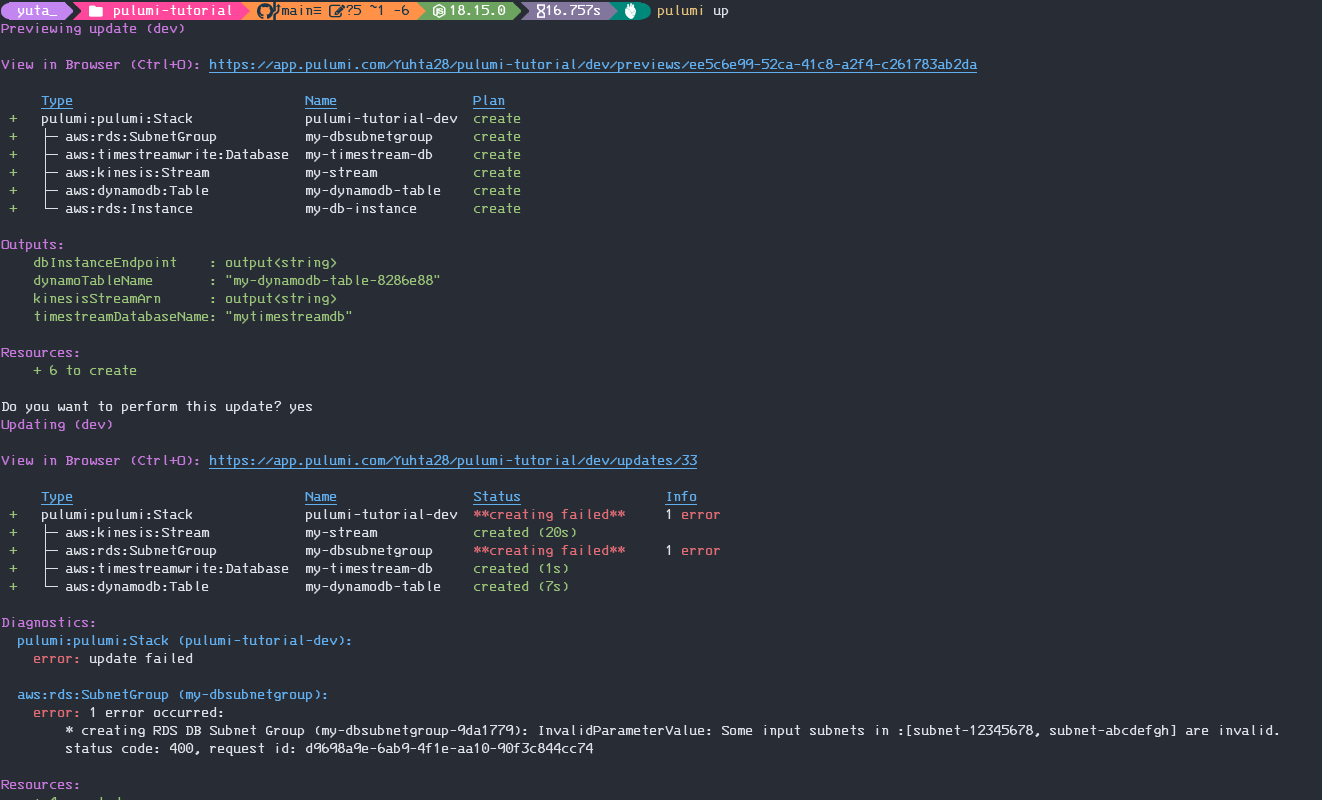 yuta_ pulumi-tutorial main≡ ?5 ~1 -6 18.15.0 16.757s pulumi up
Previewing update (dev)
View in Browser (Ctrl+O): https://app.pulumi.com/Yuhta28/pulumi-tutorial/dev/previews/ee5c6e99-52ca-41c8-a2f4-c261783ab2da
Type Name Plan
+ pulumi:pulumi:Stack pulumi-tutorial-dev create
+ ├─ aws:rds:SubnetGroup my-dbsubnetgroup create
+ ├─ aws:timestreamwrite:Database my-timestream-db create
+ ├─ aws:kinesis:Stream my-stream create
+ ├─ aws:dynamodb:Table my-dynamodb-table create
+ └─ aws:rds:Instance my-db-instance create
Outputs:
dbInstanceEndpoint : output<string>
dynamoTableName : "my-dynamodb-table-8286e88"
kinesisStreamArn : output<string>
timestreamDatabaseName: "mytimestreamdb"
Resources:
+ 6 to create
Do you want to perform this update? yes
Updating (dev)
View in Browser (Ctrl+O): https://app.pulumi.com/Yuhta28/pulumi-tutorial/dev/updates/33
Type Name Status Info
+ pulumi:pulumi:Stack pulumi-tutorial-dev **creating failed** 1 error
+ ├─ aws:kinesis:Stream my-stream created (20s)
+ ├─ aws:rds:SubnetGroup my-dbsubnetgroup **creating failed** 1 error
+ ├─ aws:timestreamwrite:Database my-timestream-db created (1s)
+ └─ aws:dynamodb:Table my-dynamodb-table created (7s)
Diagnostics:
pulumi:pulumi:Stack (pulumi-tutorial-dev):
error: update failed
aws:rds:SubnetGroup (my-dbsubnetgroup):
error: 1 error occurred:
* creating RDS DB Subnet Group (my-dbsubnetgroup-9da1779): InvalidParameterValue: Some input subnets in :[subnet-12345678, subnet-abcdefgh] are invalid.
status code: 400, request id: d9698a9e-6ab9-4f1e-aa10-90f3c844cc74
Resources: